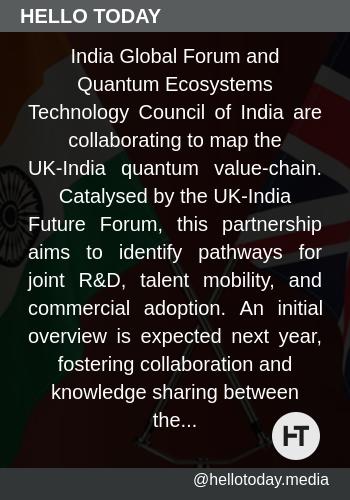 HELLO TODAY
India Global Forum and
Quantum Ecosystems
Technology Council of India are
collaborating to map the
UK-India quantum value-chain.
Catalysed by the UK-India
Future Forum, this partnership
aims to identify pathways for
joint R&D, talent mobility, and
commercial adoption. An initial
overview is expected next year,
fostering collaboration and
knowledge sharing between
the...
HT
@hellotoday.media